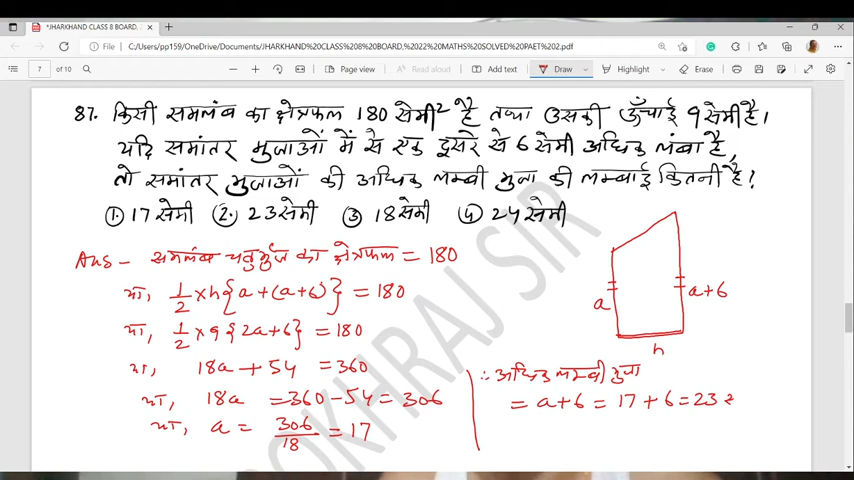 *JHARKHAND CLASS 8 BOARD,
File
C:/Users/pp159/OneDrive/Documents/JHARKHAND%20CLASS%208%20BOARD,%2022%20MATHS%20SOLVED%20PAET%202.pdf
7 of 10 Page view Add text Draw Highlight Erase
87. किसी समलंब का क्षेत्रफल 180 सेमी² है तथा उसकी ऊँचाई 9 सेमी है।
यदि समांतर भुजाओं में से एक दूसरे से 6 सेमी अधिक लंबा है,
तो समांतर भुजाओं की अधिक लम्बी भुजा की लम्बाई कितनी है?
① 17 सेमी ② 23 सेमी ③ 18 सेमी ④ 24 सेमी
Ans – समलंब चतुर्भुज का क्षेत्रफल = 180
या, 1/2 × h{a + (a+6)} = 180
या, 1/2 × 9{2a+6} = 180
या, 18a + 54 = 360
या, 18a = 360 - 54 = 306
या, a = 306/18 = 17
a
a+6
h
∴ अधिक लम्बी भुजा
= a+6 = 17 + 6 = 23
SOKHRAJ SIR